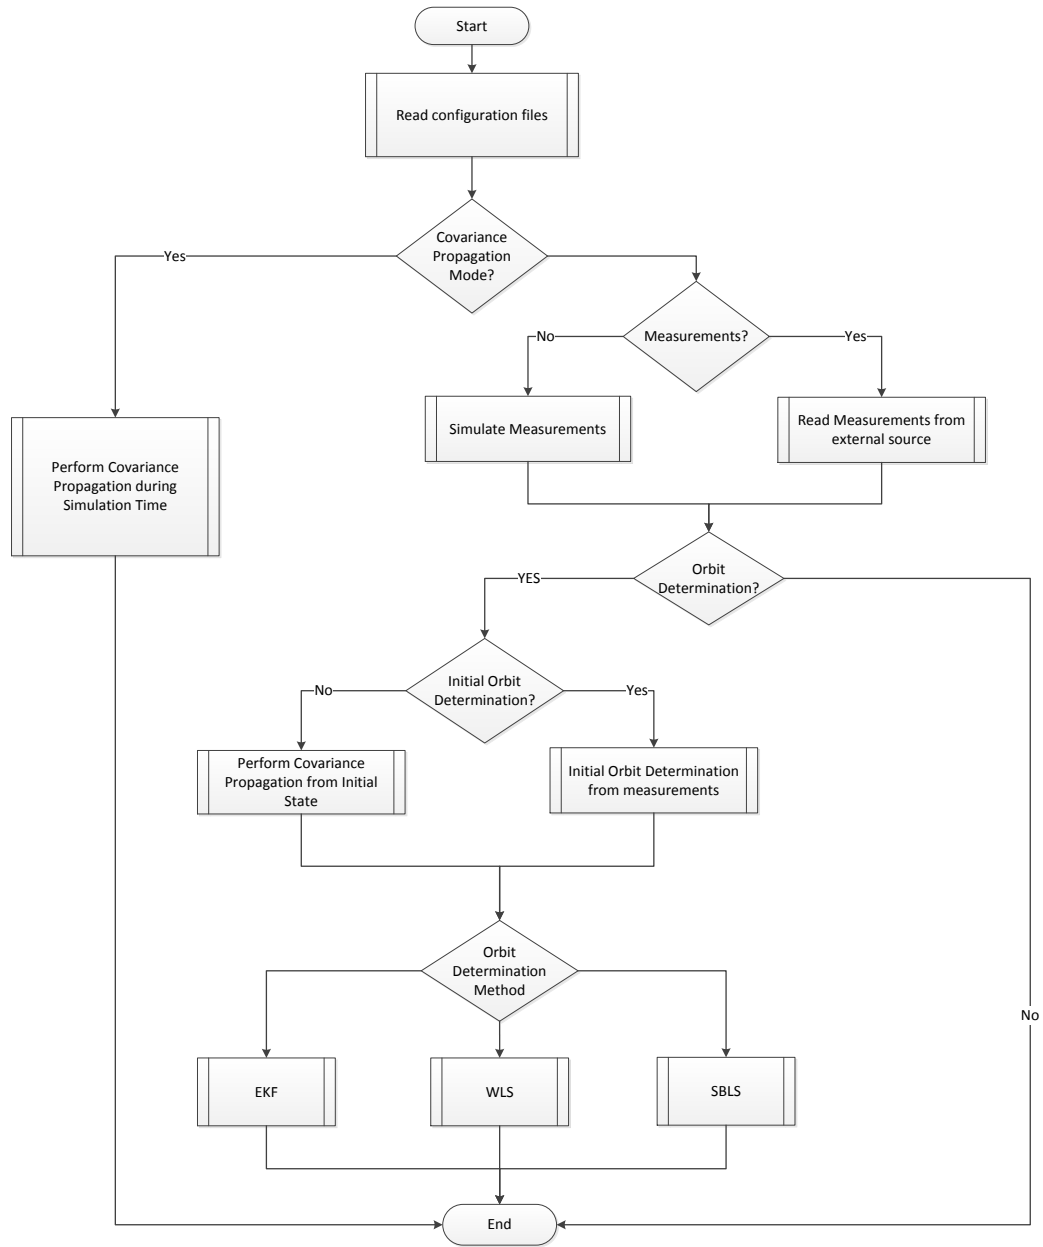 Start
Read configuration files
Covariance
Propagation
Mode?
Yes
Measurements?
No
Yes
Simulate Measurements
Read Measurements from
external source
Perform Covariance
Propagation during
Simulation Time
Orbit
Determination?
YES
Initial Orbit
Determination?
No
Yes
Perform Covariance
Propagation from Initial
State
Initial Orbit Determination
from measurements
Orbit
Determination
Method
No
EKF
WLS
SBLS
End